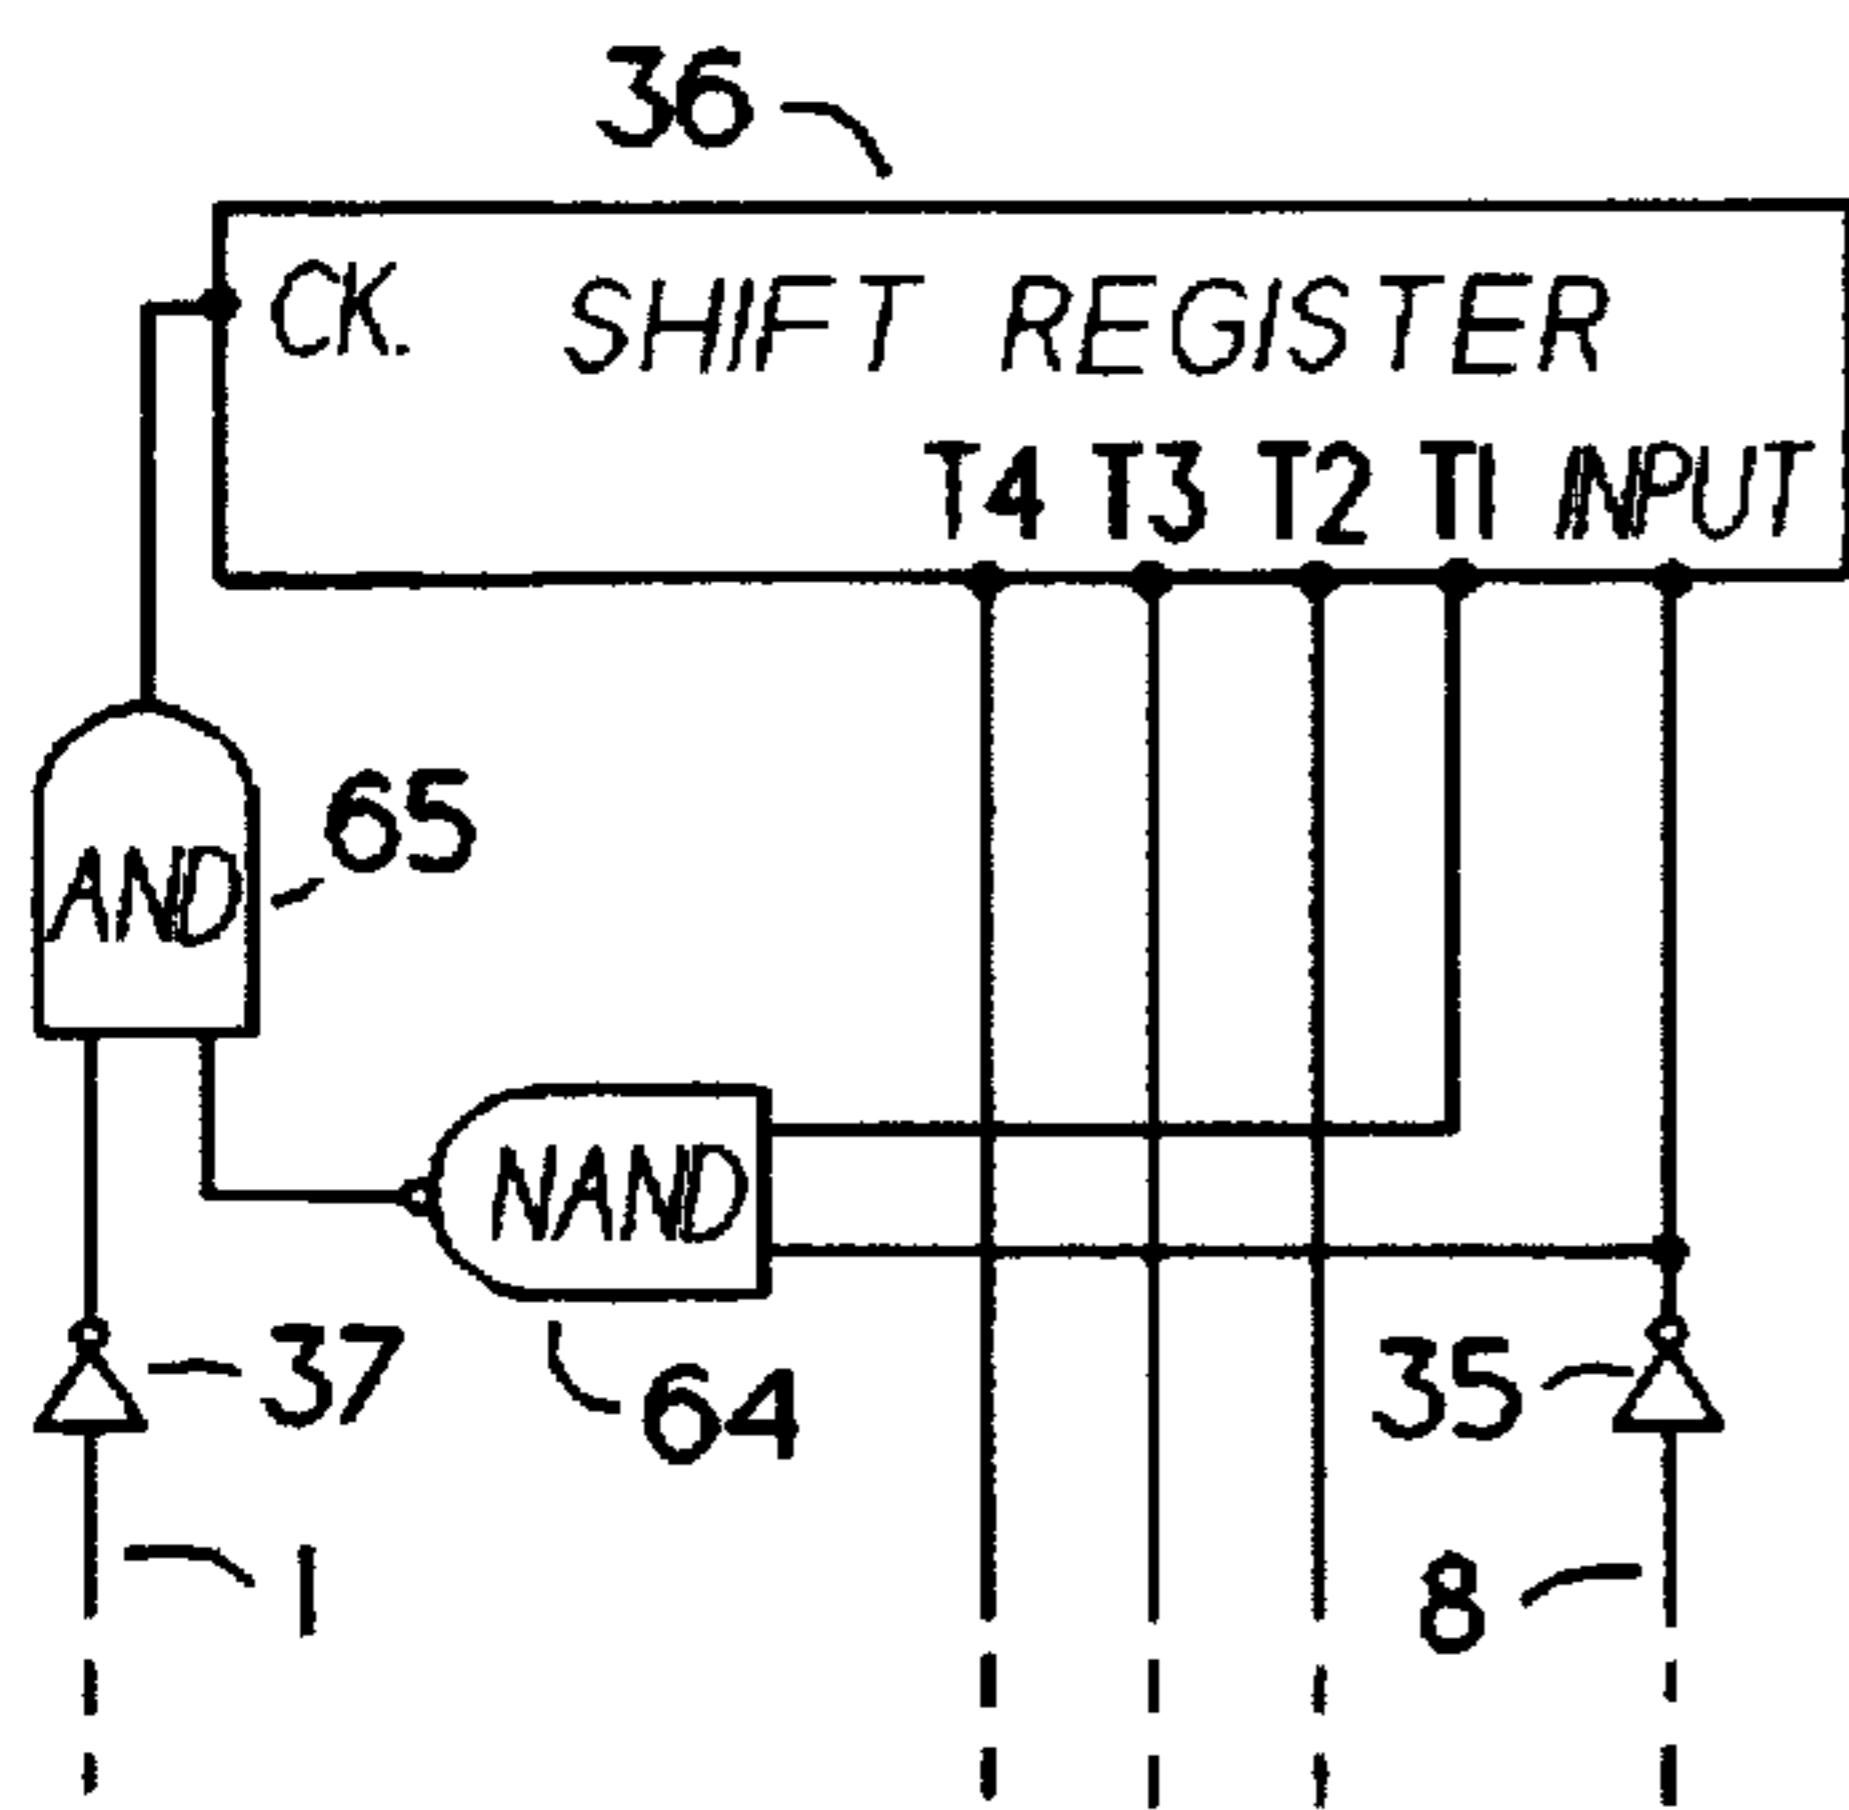 36
CK. SHIFT REGISTER
T4 T3 T2 T1 INPUT
65
AND
NAND
37
64
35
1
8